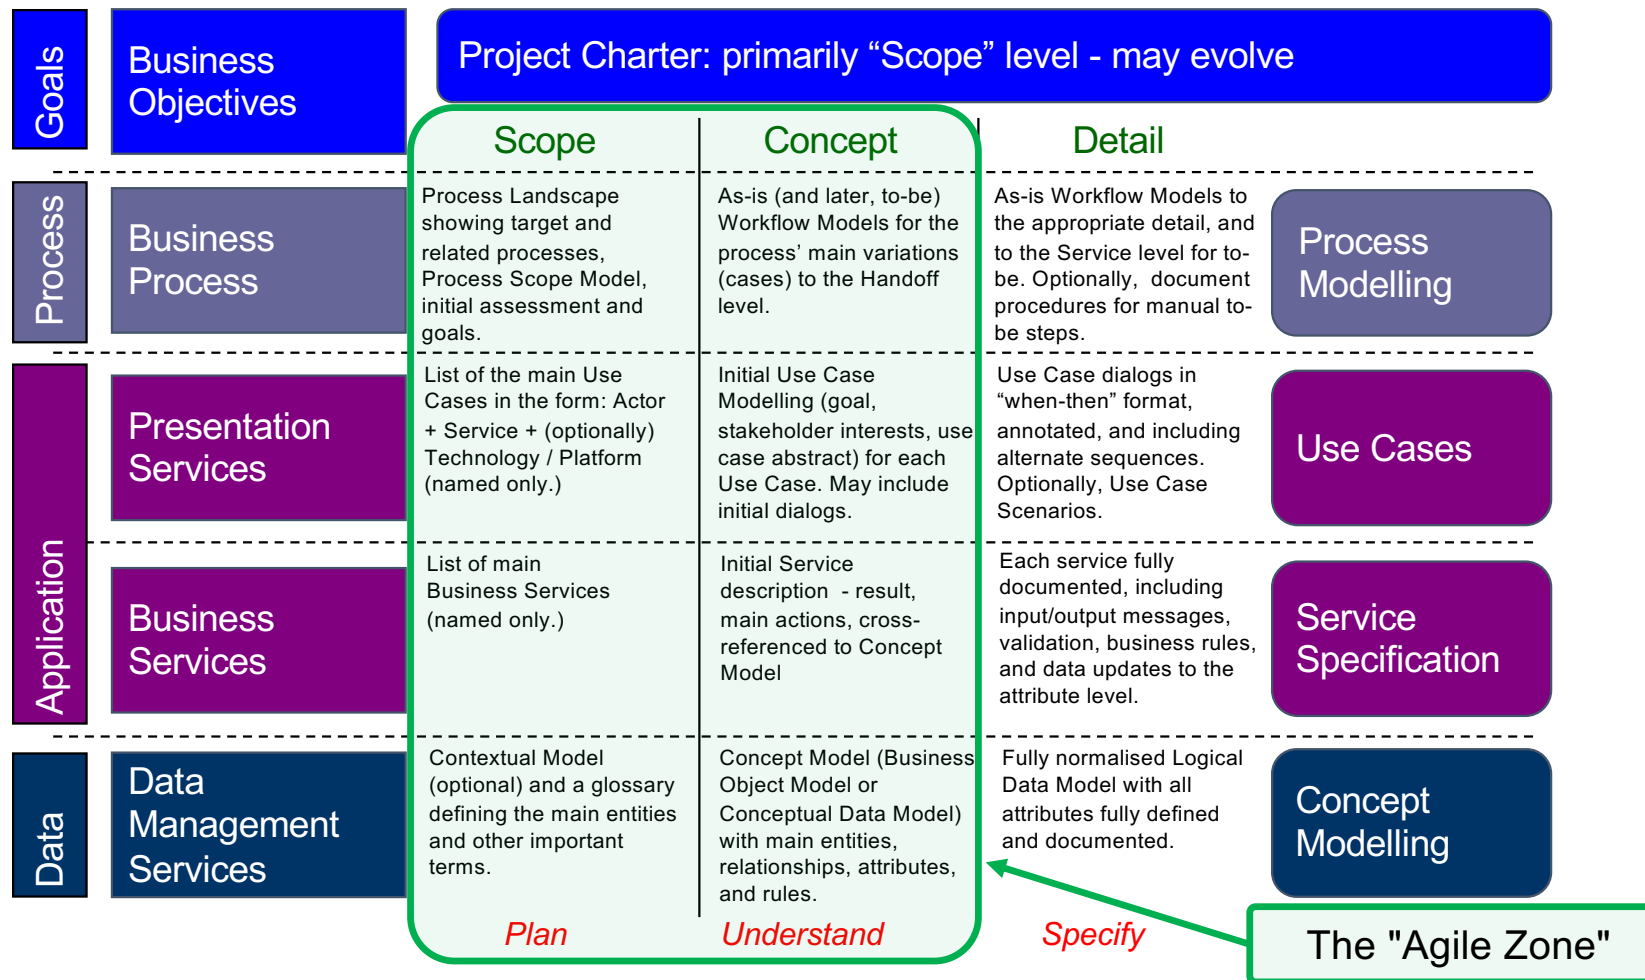 Goals
Business
Objectives
Project Charter: primarily “Scope” level - may evolve
Scope
Concept
Detail
Process
Business
Process
Process Landscape
showing target and
related processes,
Process Scope Model,
initial assessment and
goals.
As-is (and later, to-be)
Workflow Models for the
process’ main variations
(cases) to the Handoff
level.
As-is Workflow Models to
the appropriate detail, and
to the Service level for to-
be. Optionally, document
procedures for manual to-
be steps.
Process
Modelling
Application
Presentation
Services
List of the main Use
Cases in the form: Actor
+ Service + (optionally)
Technology / Platform
(named only.)
Initial Use Case
Modelling (goal,
stakeholder interests, use
case abstract) for each
Use Case. May include
initial dialogs.
Use Case dialogs in
“when-then” format,
annotated, and including
alternate sequences.
Optionally, Use Case
Scenarios.
Use Cases
Business
Services
List of main
Business Services
(named only.)
Initial Service
description - result,
main actions, cross-
referenced to Concept
Model
Each service fully
documented, including
input/output messages,
validation, business rules,
and data updates to the
attribute level.
Service
Specification
Data
Data
Management
Services
Contextual Model
(optional) and a glossary
defining the main entities
and other important
terms.
Concept Model (Business
Object Model or
Conceptual Data Model)
with main entities,
relationships, attributes,
and rules.
Fully normalised Logical
Data Model with all
attributes fully defined
and documented.
Concept
Modelling
Plan
Understand
Specify
The "Agile Zone"